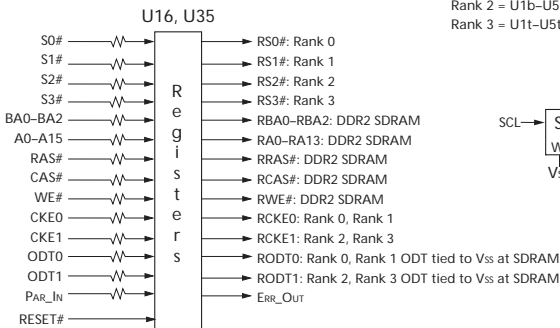 Rank 2 = U1b–U5
Rank 3 = U1t–U5t
U16, U35
S0#
S1#
S2#
S3#
BA0–BA2
A0–A15
RAS#
CAS#
WE#
CKE0
CKE1
ODT0
ODT1
PAR_IN
RESET#
Registers
RS0#: Rank 0
RS1#: Rank 1
RS2#: Rank 2
RS3#: Rank 3
RBA0–RBA2: DDR2 SDRAM
RA0–RA13: DDR2 SDRAM
RRAS#: DDR2 SDRAM
RCAS#: DDR2 SDRAM
RWE#: DDR2 SDRAM
RCKE0: Rank 0, Rank 1
RCKE1: Rank 2, Rank 3
RODT0: Rank 0, Rank 1 ODT tied to Vss at SDRAM
RODT1: Rank 2, Rank 3 ODT tied to Vss at SDRAM
ERR_OUT
SCL
S
W